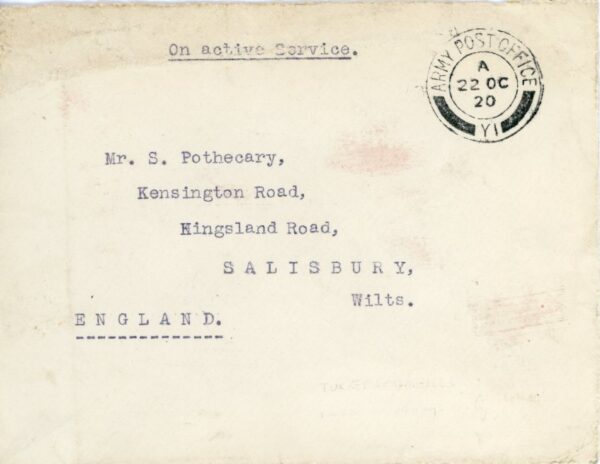 On active Service.
ARMY POST OFFICE
A
22 OC
20
Y1
Mr. S. Pothecary,
Kensington Road,
Kingsland Road,
SALISBURY,
Wilts.
ENGLAND.